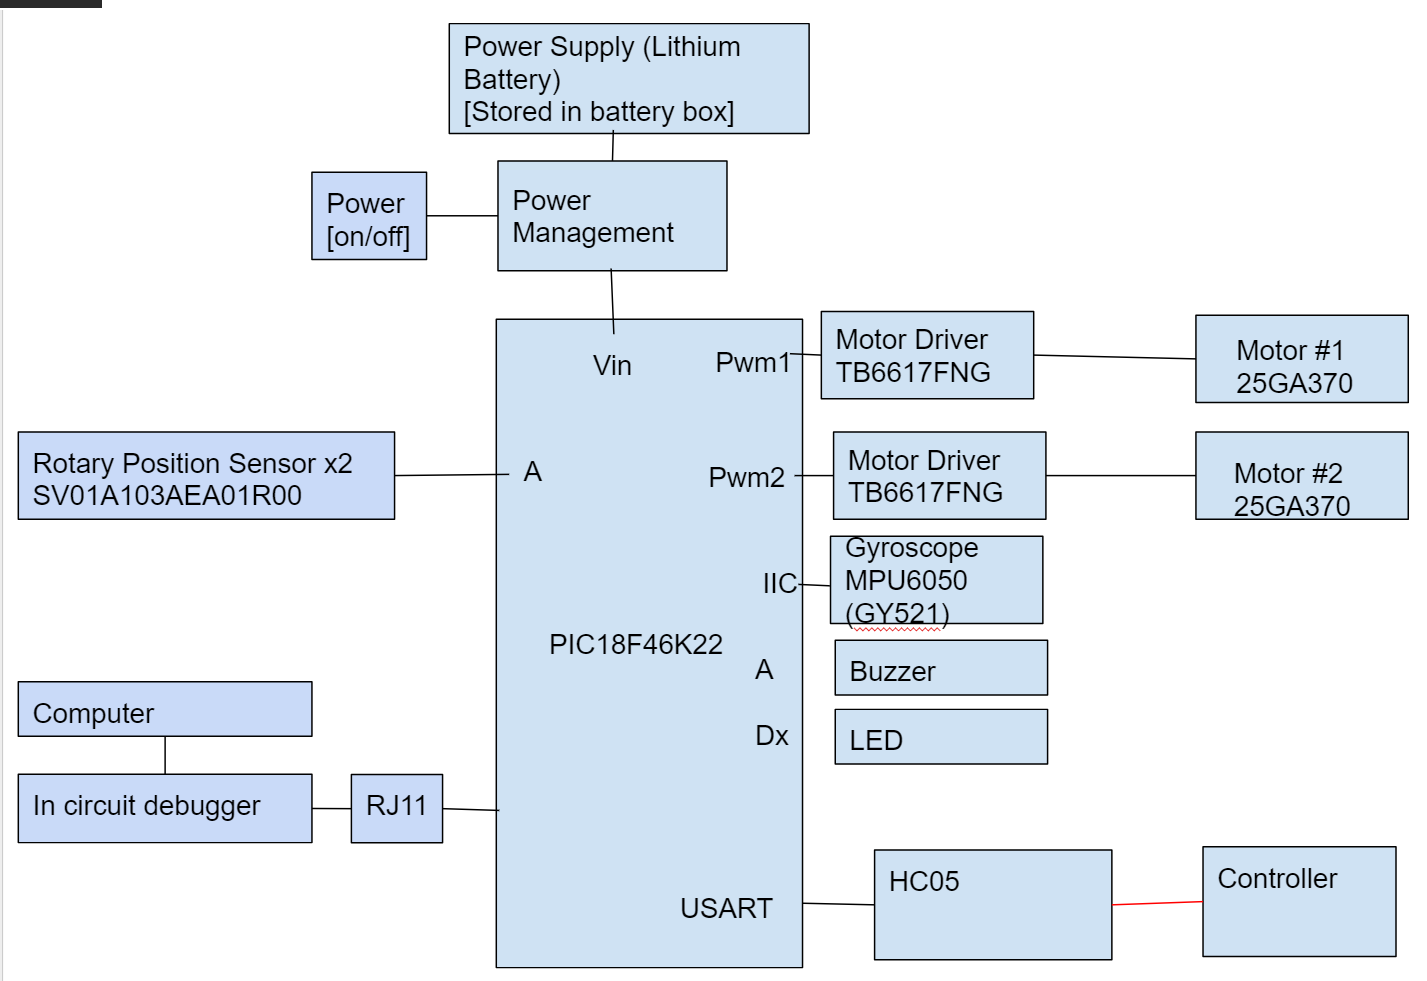 Power Supply (Lithium
Battery)
[Stored in battery box]
Power
[on/off]
Power
Management
Vin
Pwm1
Motor Driver
TB6617FNG
Motor #1
25GA370
Rotary Position Sensor x2
SV01A103AEA01R00
A
Pwm2
Motor Driver
TB6617FNG
Motor #2
25GA370
IIC
Gyroscope
MPU6050
(GY521)
PIC18F46K22
A
Buzzer
Dx
LED
Computer
In circuit debugger
RJ11
USART
HC05
Controller